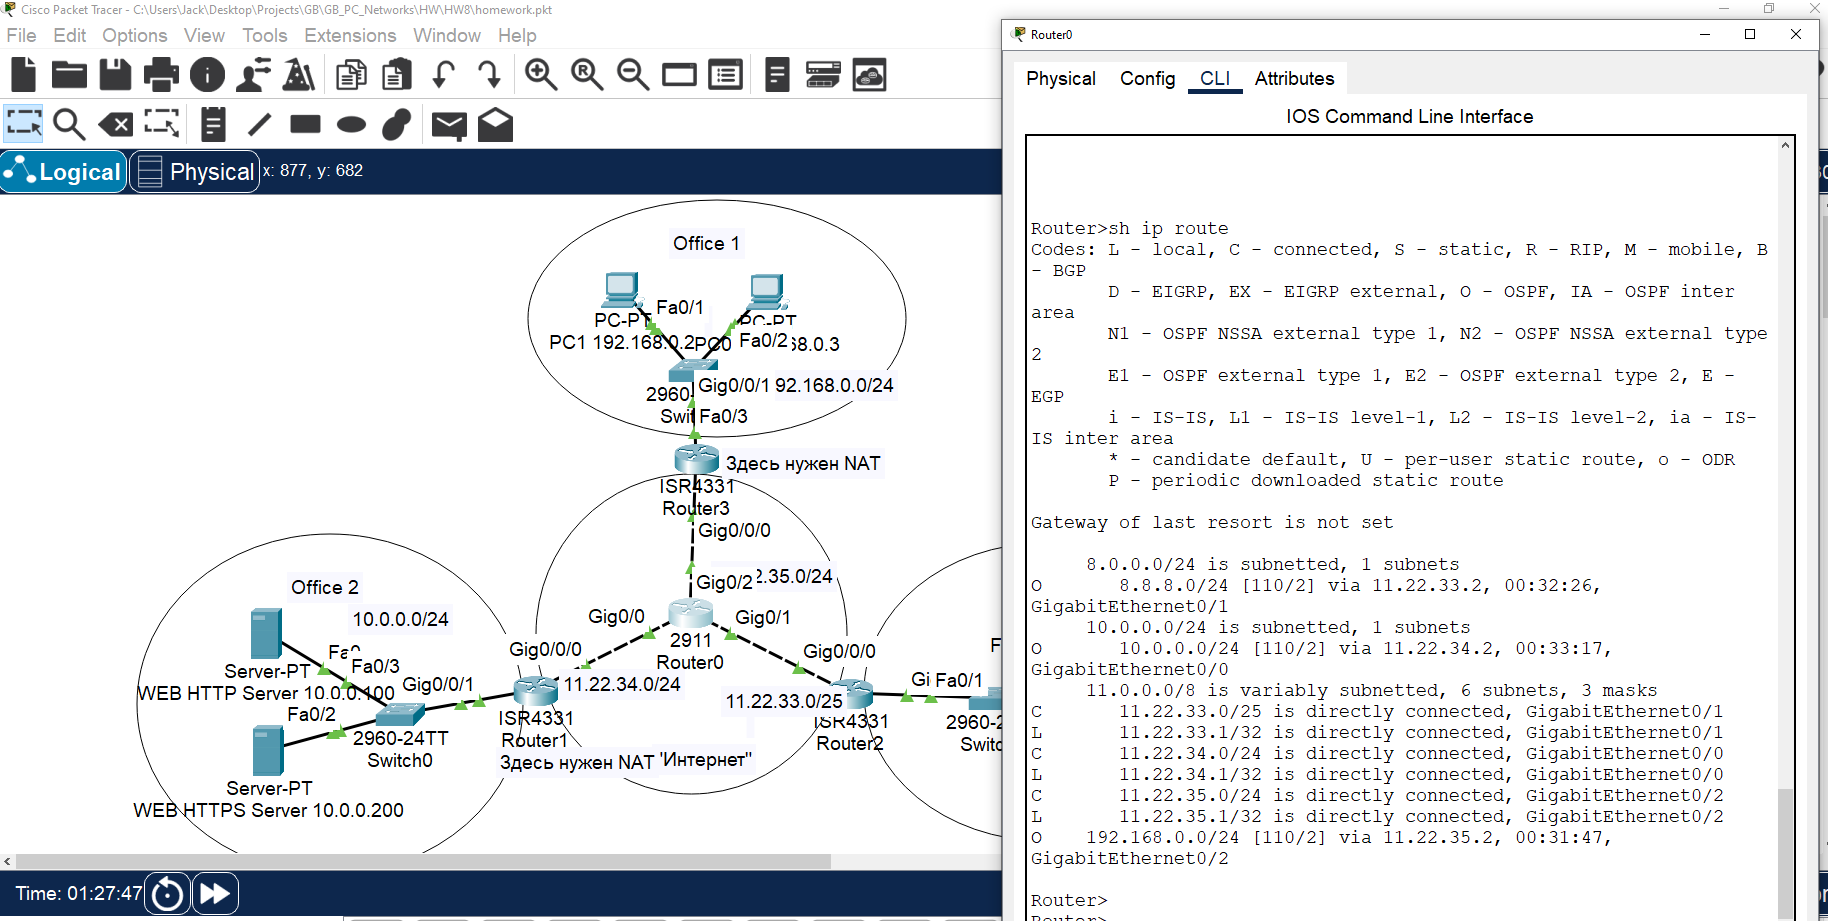 Cisco Packet Tracer - C:\Users\Jack\Desktop\Projects\GB\GB_PC_Networks\HW\HW8\homework.pkt
File Edit Options View Tools Extensions Window Help
Logical
Physical
x: 877, y: 682
Office 1
Fa0/1
PC-PT
PC-PT
PC1 192.168.0.2
PC0
Fa0/2
38.0.3
Gig0/0/1
92.168.0.0/24
2960-
Swit
Fa0/3
Здесь нужен NAT
ISR4331
Router3
Gig0/0/0
Gig0/2
2.35.0/24
Gig0/0
Gig0/1
2911
Router0
Office 2
10.0.0.0/24
Fa0
Fa0/3
Server-PT
WEB HTTP Server 10.0.0.100
Gig0/0/1
Gig0/0/0
11.22.34.0/24
Fa0/2
2960-24TT
Switch0
ISR4331
Router1
Здесь нужен NAT
"Интернет"
Server-PT
WEB HTTPS Server 10.0.0.200
Gig0/0/0
11.22.33.0/25
ISR4331
Router2
Gi
Fa0/1
F
2960-2
Switc
Time: 01:27:47
Router0
Physical Config CLI Attributes
IOS Command Line Interface
Router>sh ip route
Codes: L - local, C - connected, S - static, R - RIP, M - mobile, B
- BGP
D - EIGRP, EX - EIGRP external, O - OSPF, IA - OSPF inter
area
N1 - OSPF NSSA external type 1, N2 - OSPF NSSA external type
2
E1 - OSPF external type 1, E2 - OSPF external type 2, E -
EGP
i - IS-IS, L1 - IS-IS level-1, L2 - IS-IS level-2, ia - IS-
IS inter area
* - candidate default, U - per-user static route, o - ODR
P - periodic downloaded static route
Gateway of last resort is not set
8.0.0.0/24 is subnetted, 1 subnets
O 8.8.8.0/24 [110/2] via 11.22.33.2, 00:32:26,
GigabitEthernet0/1
10.0.0.0/24 is subnetted, 1 subnets
O 10.0.0.0/24 [110/2] via 11.22.34.2, 00:33:17,
GigabitEthernet0/0
11.0.0.0/8 is variably subnetted, 6 subnets, 3 masks
C 11.22.33.0/25 is directly connected, GigabitEthernet0/1
L 11.22.33.1/32 is directly connected, GigabitEthernet0/1
C 11.22.34.0/24 is directly connected, GigabitEthernet0/0
L 11.22.34.1/32 is directly connected, GigabitEthernet0/0
C 11.22.35.0/24 is directly connected, GigabitEthernet0/2
L 11.22.35.1/32 is directly connected, GigabitEthernet0/2
O 192.168.0.0/24 [110/2] via 11.22.35.2, 00:31:47,
GigabitEthernet0/2
Router>
Router>